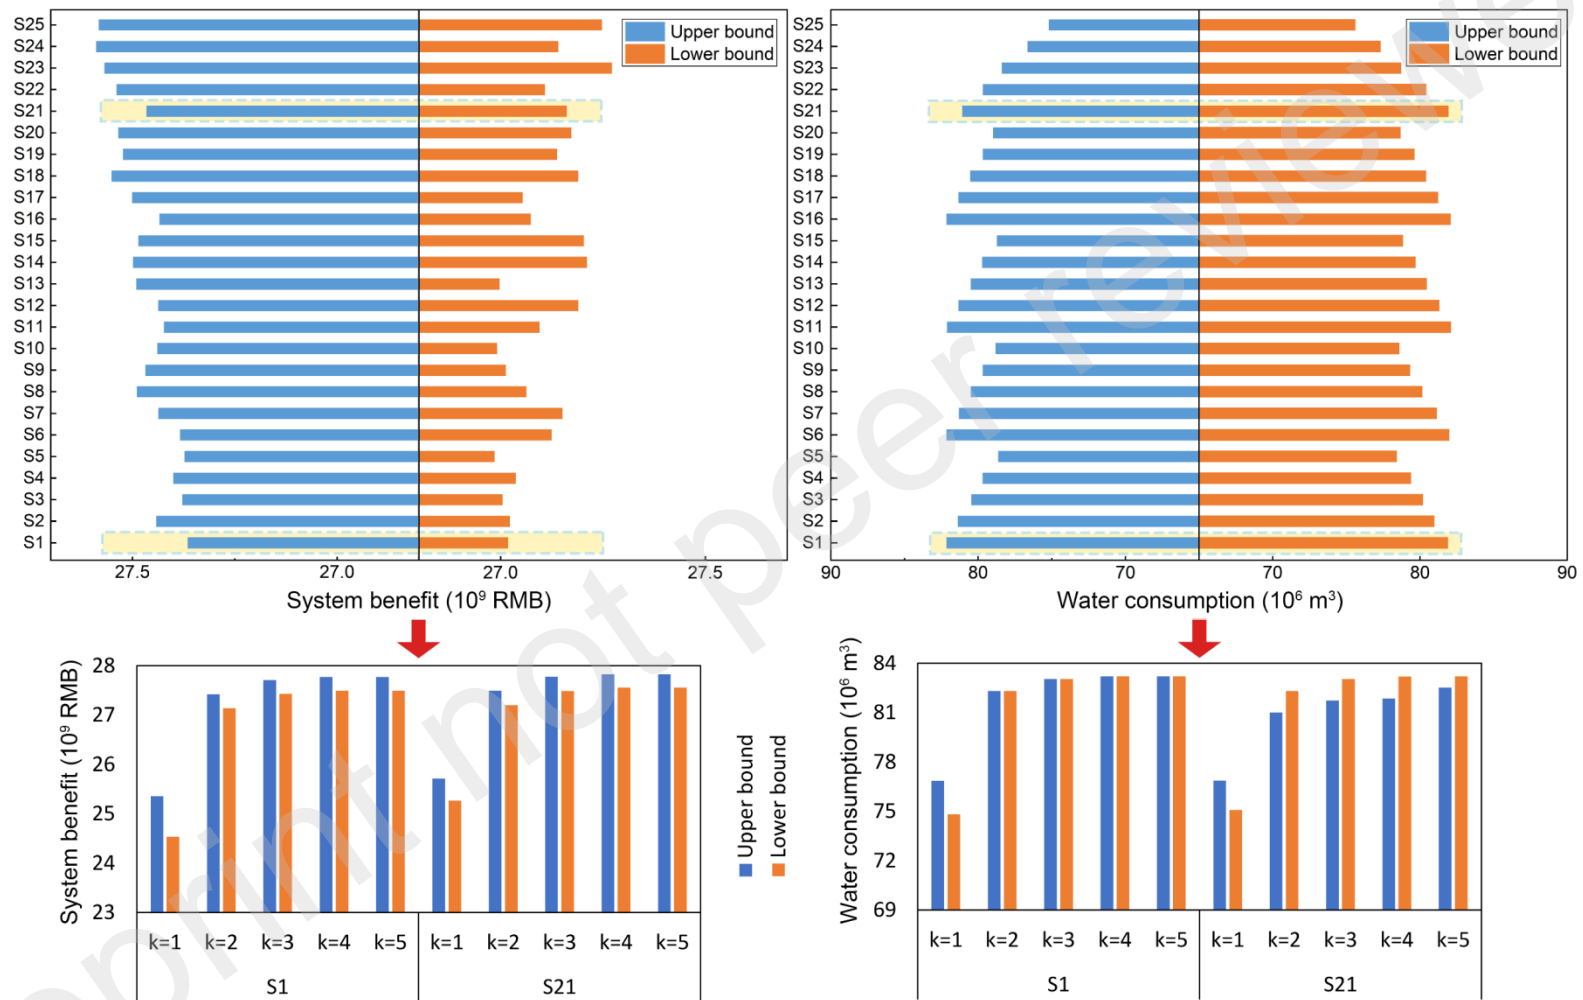 S25
S24
S23
S22
S21
S20
S19
S18
S17
S16
S15
S14
S13
S12
S11
S10
S9
S8
S7
S6
S5
S4
S3
S2
S1
Upper bound
Lower bound
27.5
27.0
27.0
27.5
System benefit (10⁹ RMB)
S25
S24
S23
S22
S21
S20
S19
S18
S17
S16
S15
S14
S13
S12
S11
S10
S9
S8
S7
S6
S5
S4
S3
S2
S1
Upper bound
Lower bound
90
80
70
70
80
90
Water consumption (10⁶ m³)
System benefit (10⁹ RMB)
28
27
26
25
24
23
k=1
k=2
k=3
k=4
k=5
k=1
k=2
k=3
k=4
k=5
S1
S21
Upper bound
Lower bound
Water consumption (10⁶ m³)
84
81
78
75
72
69
k=1
k=2
k=3
k=4
k=5
k=1
k=2
k=3
k=4
k=5
S1
S21
eprint not peer reviewe